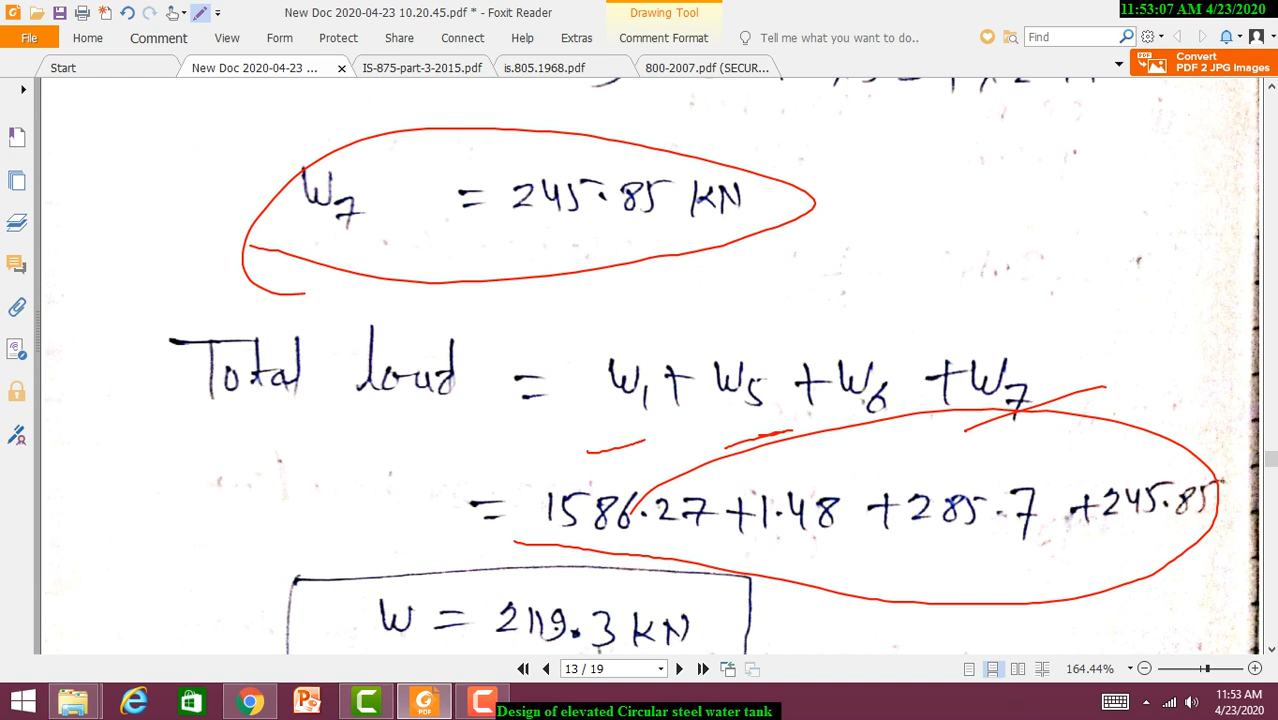 New Doc 2020-04-23 10.20.45.pdf * - Foxit Reader
Drawing Tool
11:53:07 AM 4/23/2020
File Home Comment View Form Protect Share Connect Help Extras Comment Format Tell me what you want to do.. Find
Start New Doc 2020-04-23 ... IS-875-part-3wind s.pdf is.805.1968.pdf 800-2007.pdf (SECUR...
Convert
PDF 2 JPG Images
W7 = 245.85 KN
Total load = W1 + W5 + W6 + W7
= 1586.27 + 1.48 + 285.7 + 245.85
W = 2119.3 KN
13 / 19
164.44%
11:53 AM
4/23/2020
PDF
Design of elevated Circular steel water tank